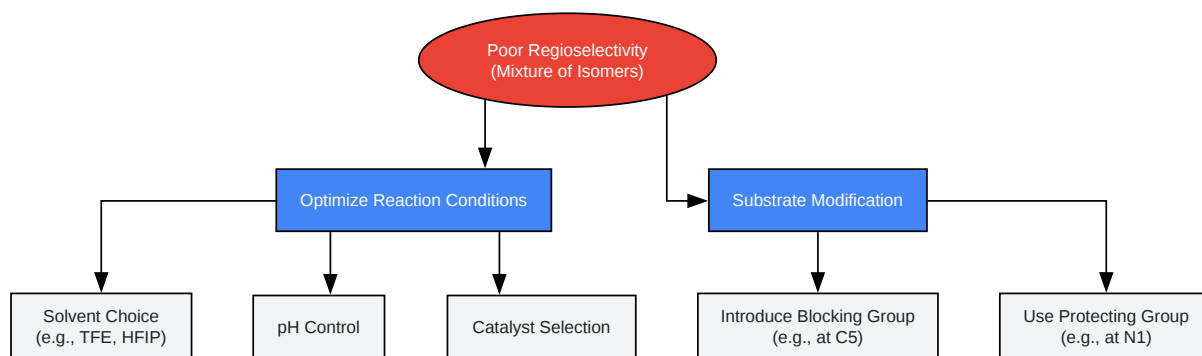 Poor Regioselectivity
(Mixture of Isomers)
Optimize Reaction Conditions
Substrate Modification
Solvent Choice
(e.g., TFE, HFIP)
pH Control
Catalyst Selection
Introduce Blocking Group
(e.g., at C5)
Use Protecting Group
(e.g., at N1)